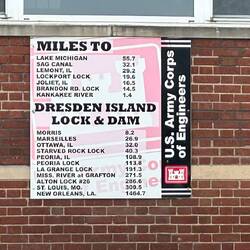 MILES TO
LAKE MICHIGAN 55.7
SAG CANAL 32.1
LEMONT, IL 29.2
LOCKPORT LOCK 19.6
JOLIET, IL 16.5
BRANDON RD. LOCK 14.5
KANKAKEE RIVER 1.4
DRESDEN ISLAND
LOCK & DAM
MORRIS 8.2
MARSEILLES 26.9
OTTAWA, IL 32.0
STARVED ROCK LOCK 40.3
PEORIA, IL 108.9
PEORIA LOCK 113.8
LA GRANGE LOCK 191.3
MISS. RIVER at GRAFTON 271.5
ALTON LOCK #26 286.6
ST. LOUIS, MO. 309.5
NEW ORLEANS, LA. 1464.7
U.S. Army Corps
of Engineers